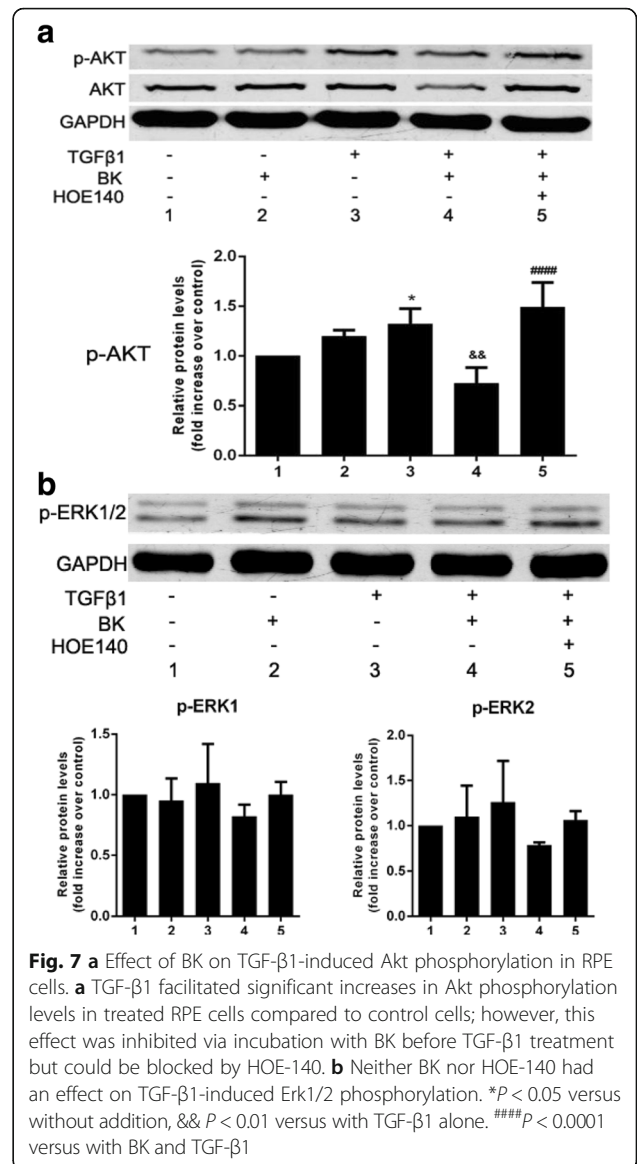 a
p-AKT
AKT
GAPDH
TGFβ1 - - + + +
BK - + - + +
HOE140 +
1 2 3 4 5
p-AKT
Relative protein levels
(fold increase over control)
2.0
1.5
1.0
0.5
0.0
* && ####
1 2 3 4 5
b
p-ERK1/2
GAPDH
TGFβ1 - - + + +
BK - + - + +
HOE140 - - - - +
1 2 3 4 5
p-ERK1
Relative protein levels
(fold increase over control)
1.5
1.0
0.5
0.0
1 2 3 4 5
p-ERK2
Relative protein levels
(fold increase over control)
2.0
1.5
1.0
0.5
0.0
1 2 3 4 5
Fig. 7 a Effect of BK on TGF-β1-induced Akt phosphorylation in RPE
cells. a TGF-β1 facilitated significant increases in Akt phosphorylation
levels in treated RPE cells compared to control cells; however, this
effect was inhibited via incubation with BK before TGF-β1 treatment
but could be blocked by HOE-140. b Neither BK nor HOE-140 had
an effect on TGF-β1-induced Erk1/2 phosphorylation. *P < 0.05 versus
without addition, && P < 0.01 versus with TGF-β1 alone. ####P < 0.0001
versus with BK and TGF-β1